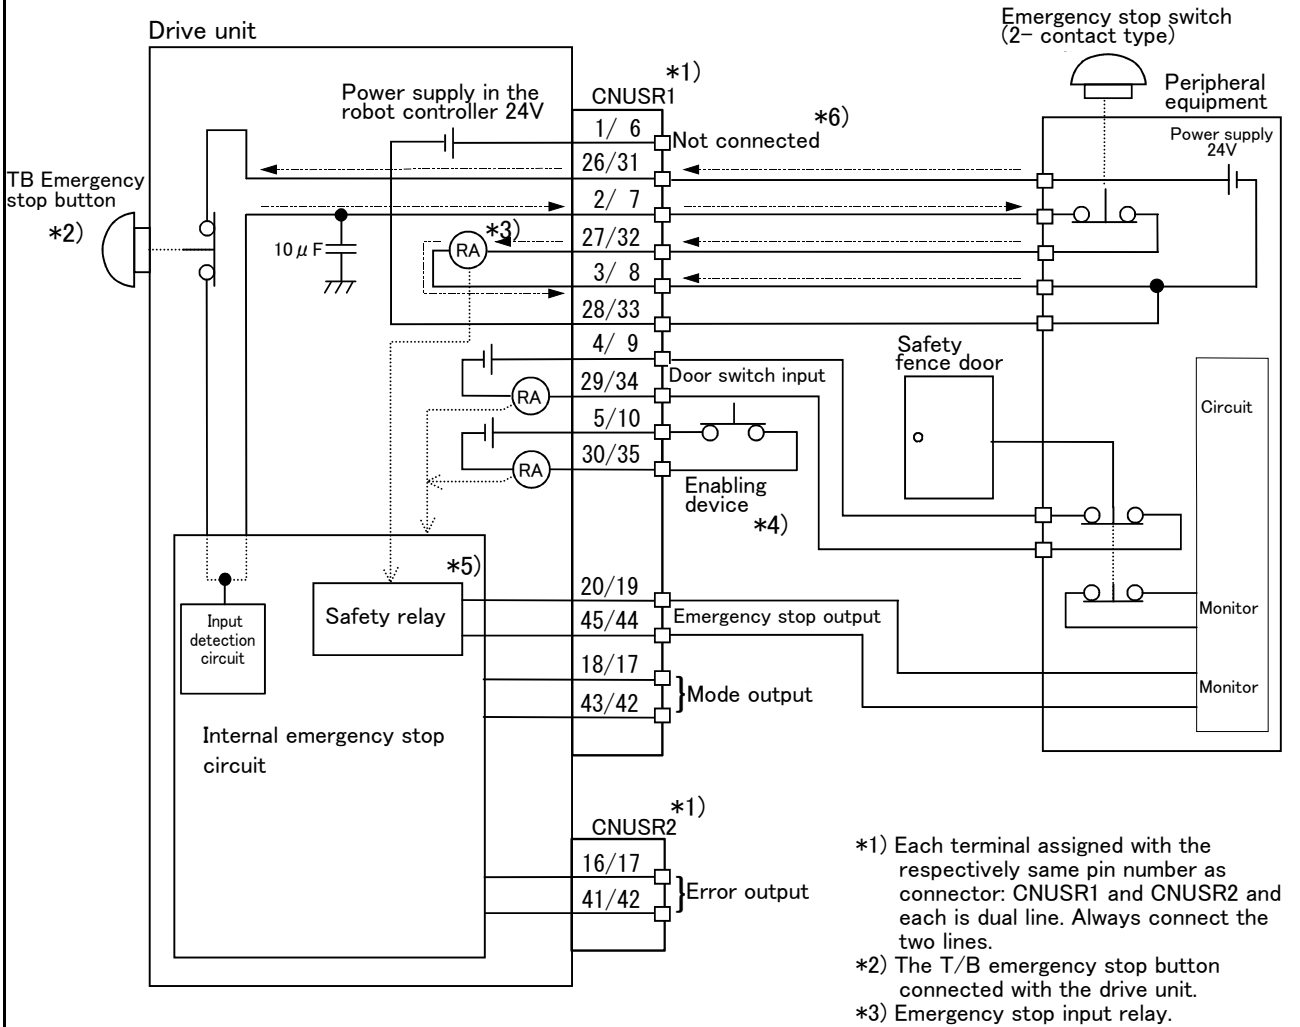 Emergency stop switch
(2- contact type)
Drive unit
*1)
Peripheral
equipment
Power supply in the
robot controller 24V
CNUSR1
*6)
1/ 6
Not connected
Power supply
24V
26/31
TB Emergency
stop button
2/ 7
*2)
*3)
27/32
10μF
RA
3/ 8
28/33
4/ 9
Safety
fence door
Door switch input
29/34
RA
Circuit
5/10
30/35
RA
Enabling
device
*4)
*5)
20/19
Safety relay
Emergency stop output
45/44
Monitor
Input
detection
circuit
18/17
Mode output
43/42
Monitor
Internal emergency stop
circuit
*1)
CNUSR2
16/17
Error output
41/42
*1) Each terminal assigned with the
respectively same pin number as
connector: CNUSR1 and CNUSR2 and
each is dual line. Always connect the
two lines.
*2) The T/B emergency stop button
connected with the drive unit.
*3) Emergency stop input relay.